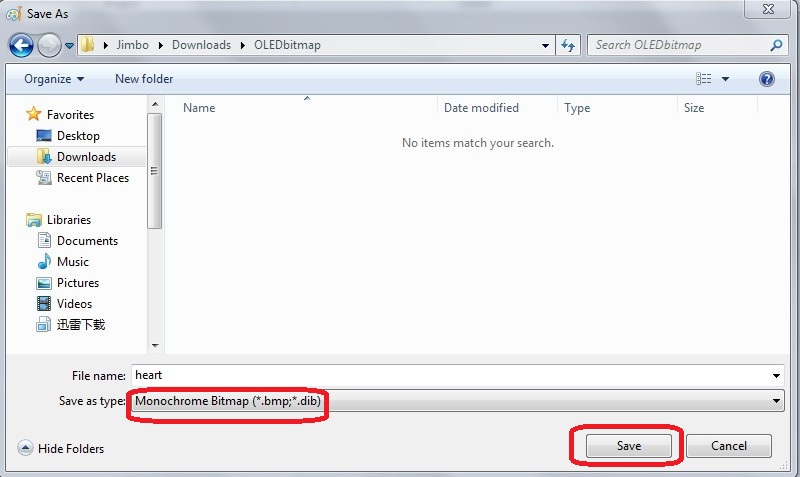 Save As
Jimbo Downloads OLEDbitmap
Search OLEDbitmap
Organize New folder
Favorites
Desktop
Downloads
Recent Places
Libraries
Documents
Music
Pictures
Videos
迅雷下载
Name Date modified Type Size
No items match your search.
File name: heart
Save as type: Monochrome Bitmap (*.bmp;*.dib)
Hide Folders
Save Cancel